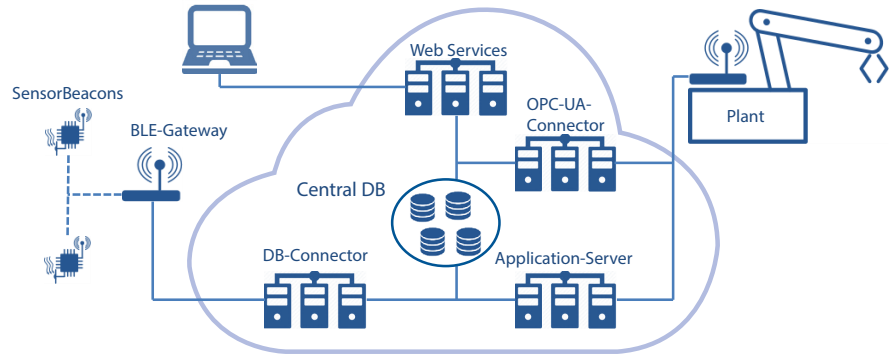 Web Services
SensorBeacons
OPC-UA-
Connector
BLE-Gateway
Plant
Central DB
DB-Connector
Application-Server